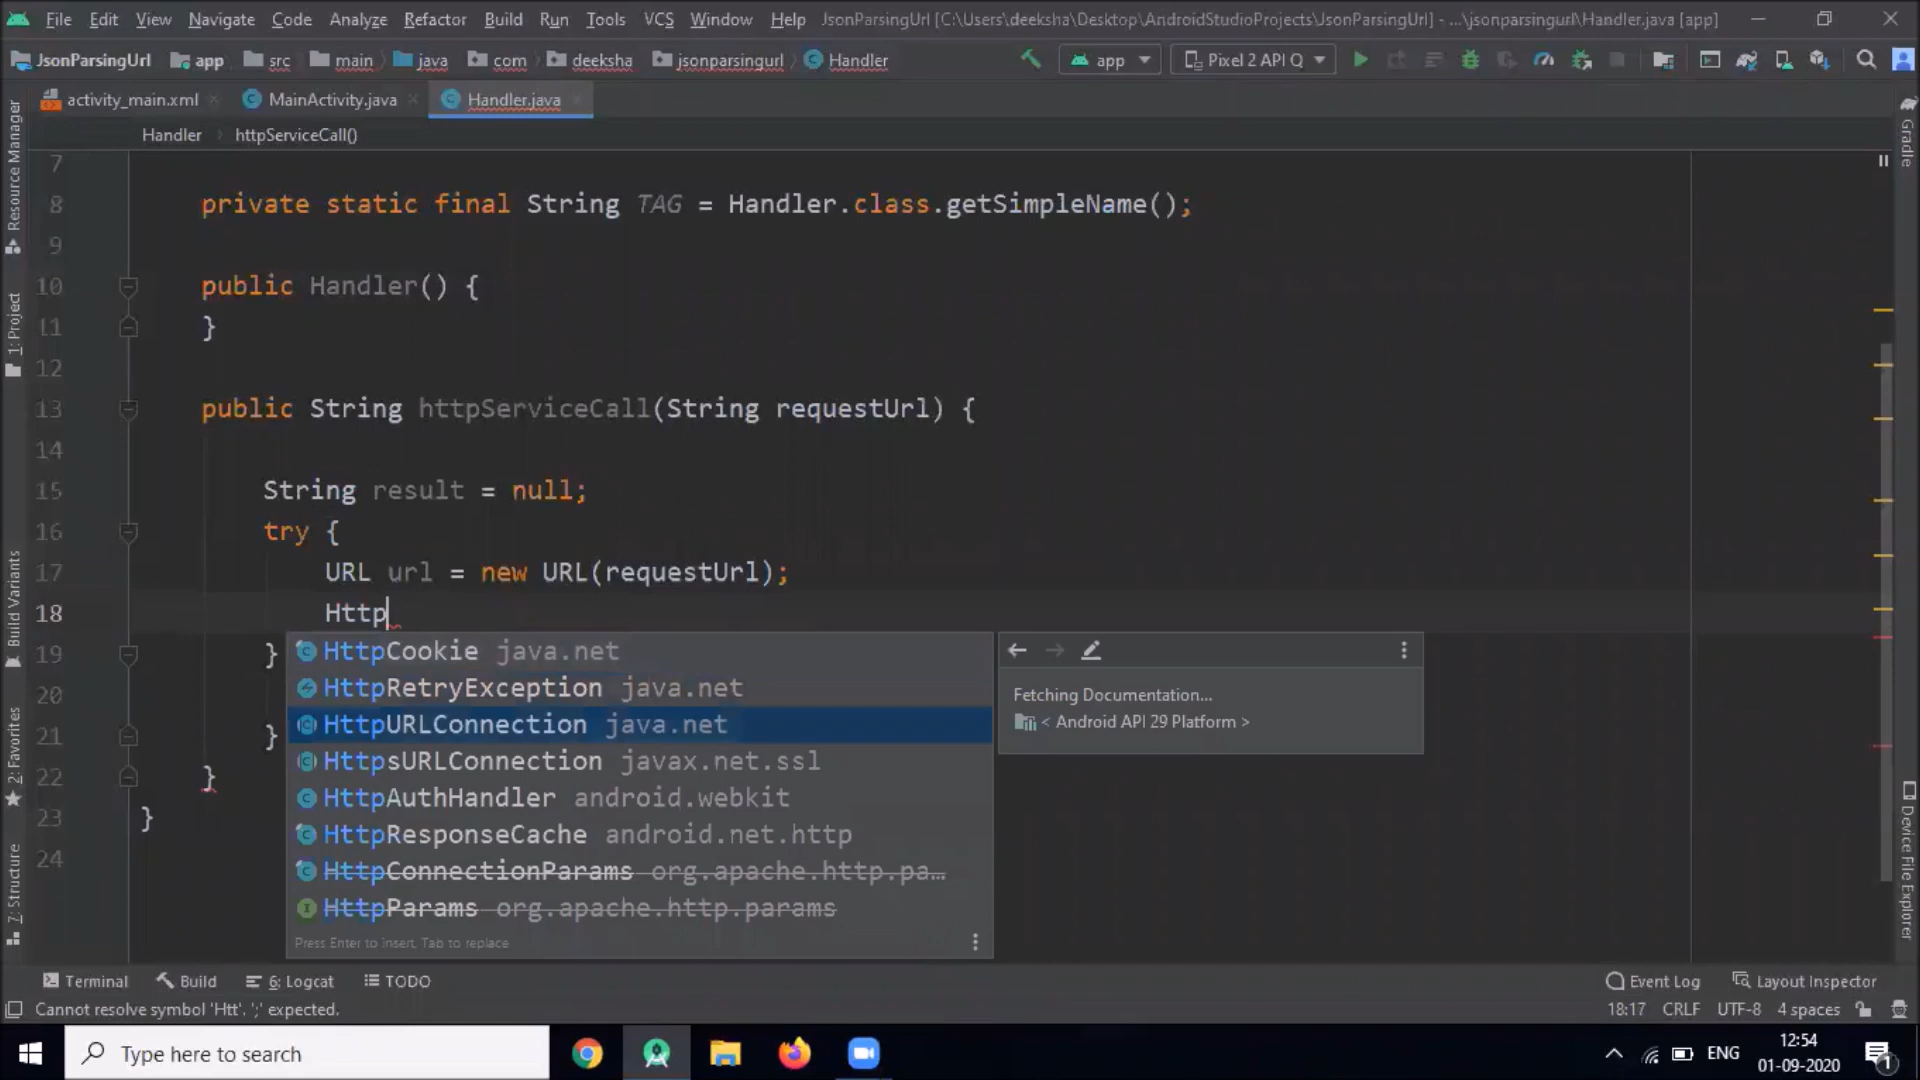 File Edit View Navigate Code Analyze Refactor Build Run Tools VCS Window Help JsonParsingUrl [C:\Users\deeksha\Desktop\AndroidStudioProjects\JsonParsingUrl] - ...\jsonparsingurl\Handler.java [app]
JsonParsingUrl app src main java com deeksha jsonparsingurl Handler app Pixel 2 API Q
activity_main.xml MainActivity.java Handler.java
Handler httpServiceCall()
7
8 private static final String TAG = Handler.class.getSimpleName();
9
10 public Handler() {
11 }
12
13 public String httpServiceCall(String requestUrl) {
14
15 String result = null;
16 try {
17 URL url = new URL(requestUrl);
18 Http
19 }
20
21 }
22 }
23 }
24
HttpCookie java.net
HttpRetryException java.net
HttpURLConnection java.net
HttpsURLConnection javax.net.ssl
HttpAuthHandler android.webkit
HttpResponseCache android.net.http
HttpConnectionParams org.apache.http.pa…
HttpParams org.apache.http.params
Press Enter to insert, Tab to replace
Fetching Documentation...
< Android API 29 Platform >
Resource Manager
1: Project
Build Variants
2: Favorites
7: Structure
Gradle
Device File Explorer
Terminal Build 6: Logcat TODO Event Log Layout Inspector
Cannot resolve symbol 'Htt'. ';' expected. 18:17 CRLF UTF-8 4 spaces
Type here to search ENG 12:54
01-09-2020
1